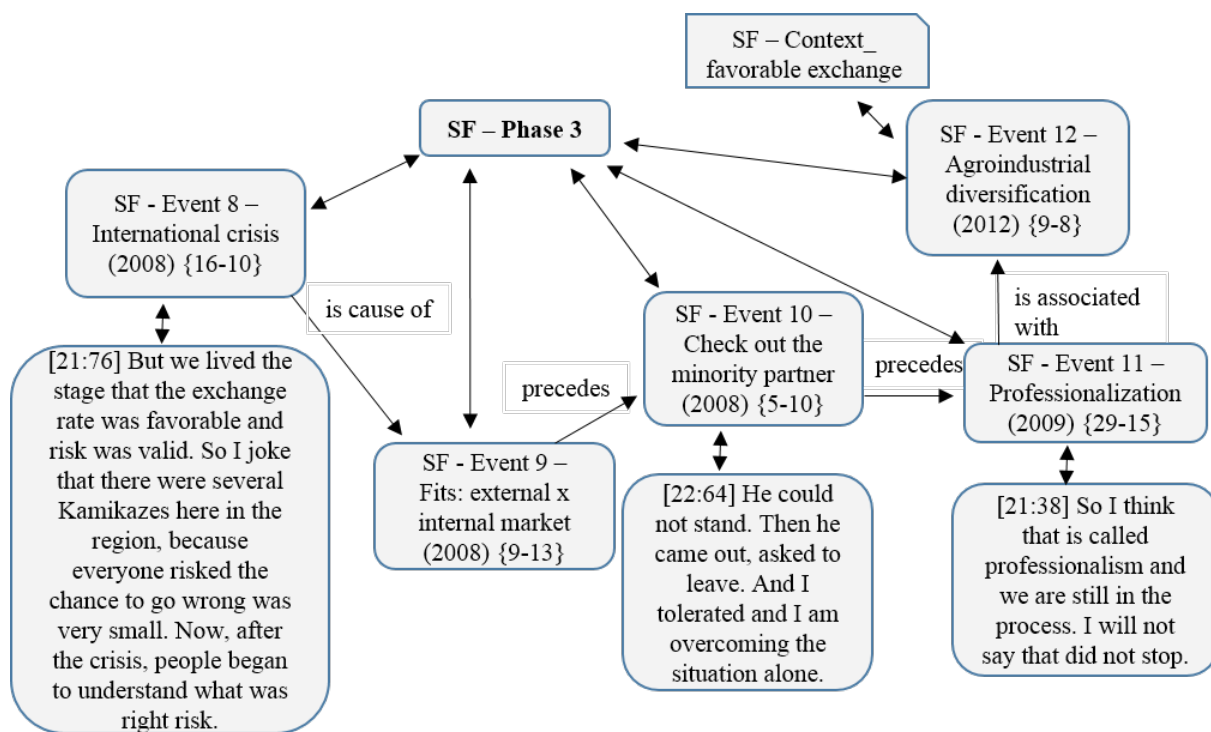 SF – Context_
favorable exchange
SF – Phase 3
SF - Event 12 –
Agroindustrial
diversification
(2012) {9-8}
SF - Event 8 –
International crisis
(2008) {16-10}
is cause of
SF - Event 10 –
Check out the
minority partner
(2008) {5-10}
is associated
with
precedes
precedes
SF - Event 11 –
Professionalization
(2009) {29-15}
SF - Event 9 –
Fits: external x
internal market
(2008) {9-13}
[21:76] But we lived the
stage that the exchange
rate was favorable and
risk was valid. So I joke
that there were several
Kamikazes here in the
region, because
everyone risked the
chance to go wrong was
very small. Now, after
the crisis, people began
to understand what was
right risk.
[22:64] He could
not stand. Then he
came out, asked to
leave. And I
tolerated and I am
overcoming the
situation alone.
[21:38] So I think
that is called
professionalism and
we are still in the
process. I will not
say that did not stop.